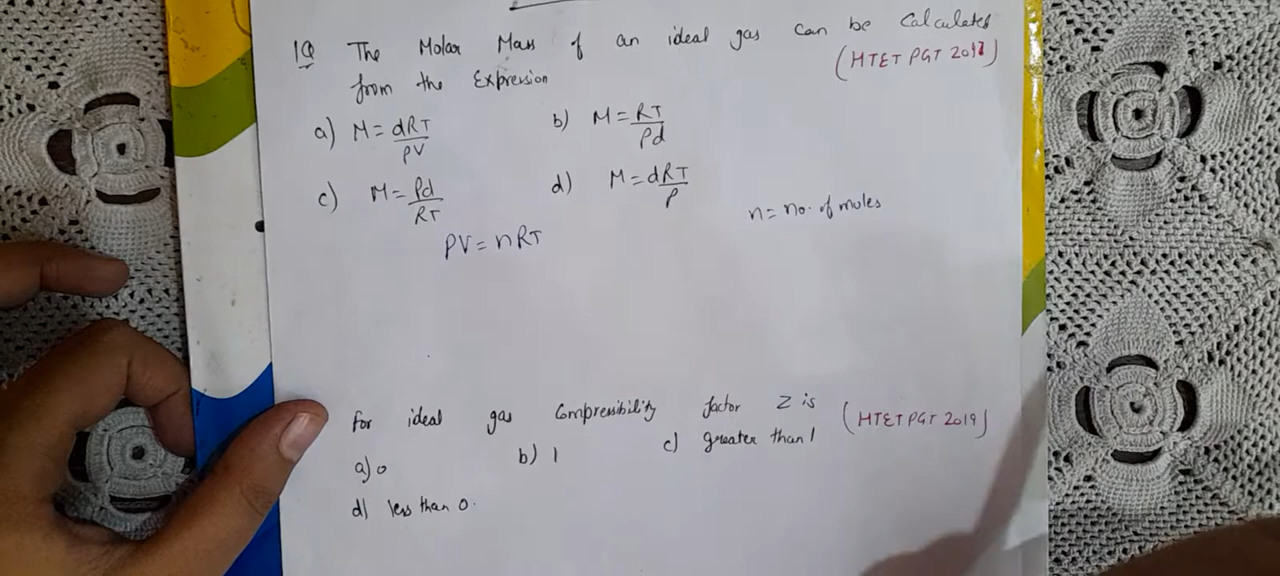 1Q The Molar Mass of an ideal gas can be Calculated
from the Expression (HTET PGT 2017)
a) M = dRT/PV b) M = RT/Pd
c) M = Pd/RT d) M = dRT/P
n = no. of moles
PV = nRT
For ideal gas Compressibility factor Z is (HTET PGT 2019)
a) 0 b) 1 c) greater than 1
d) less than 0.